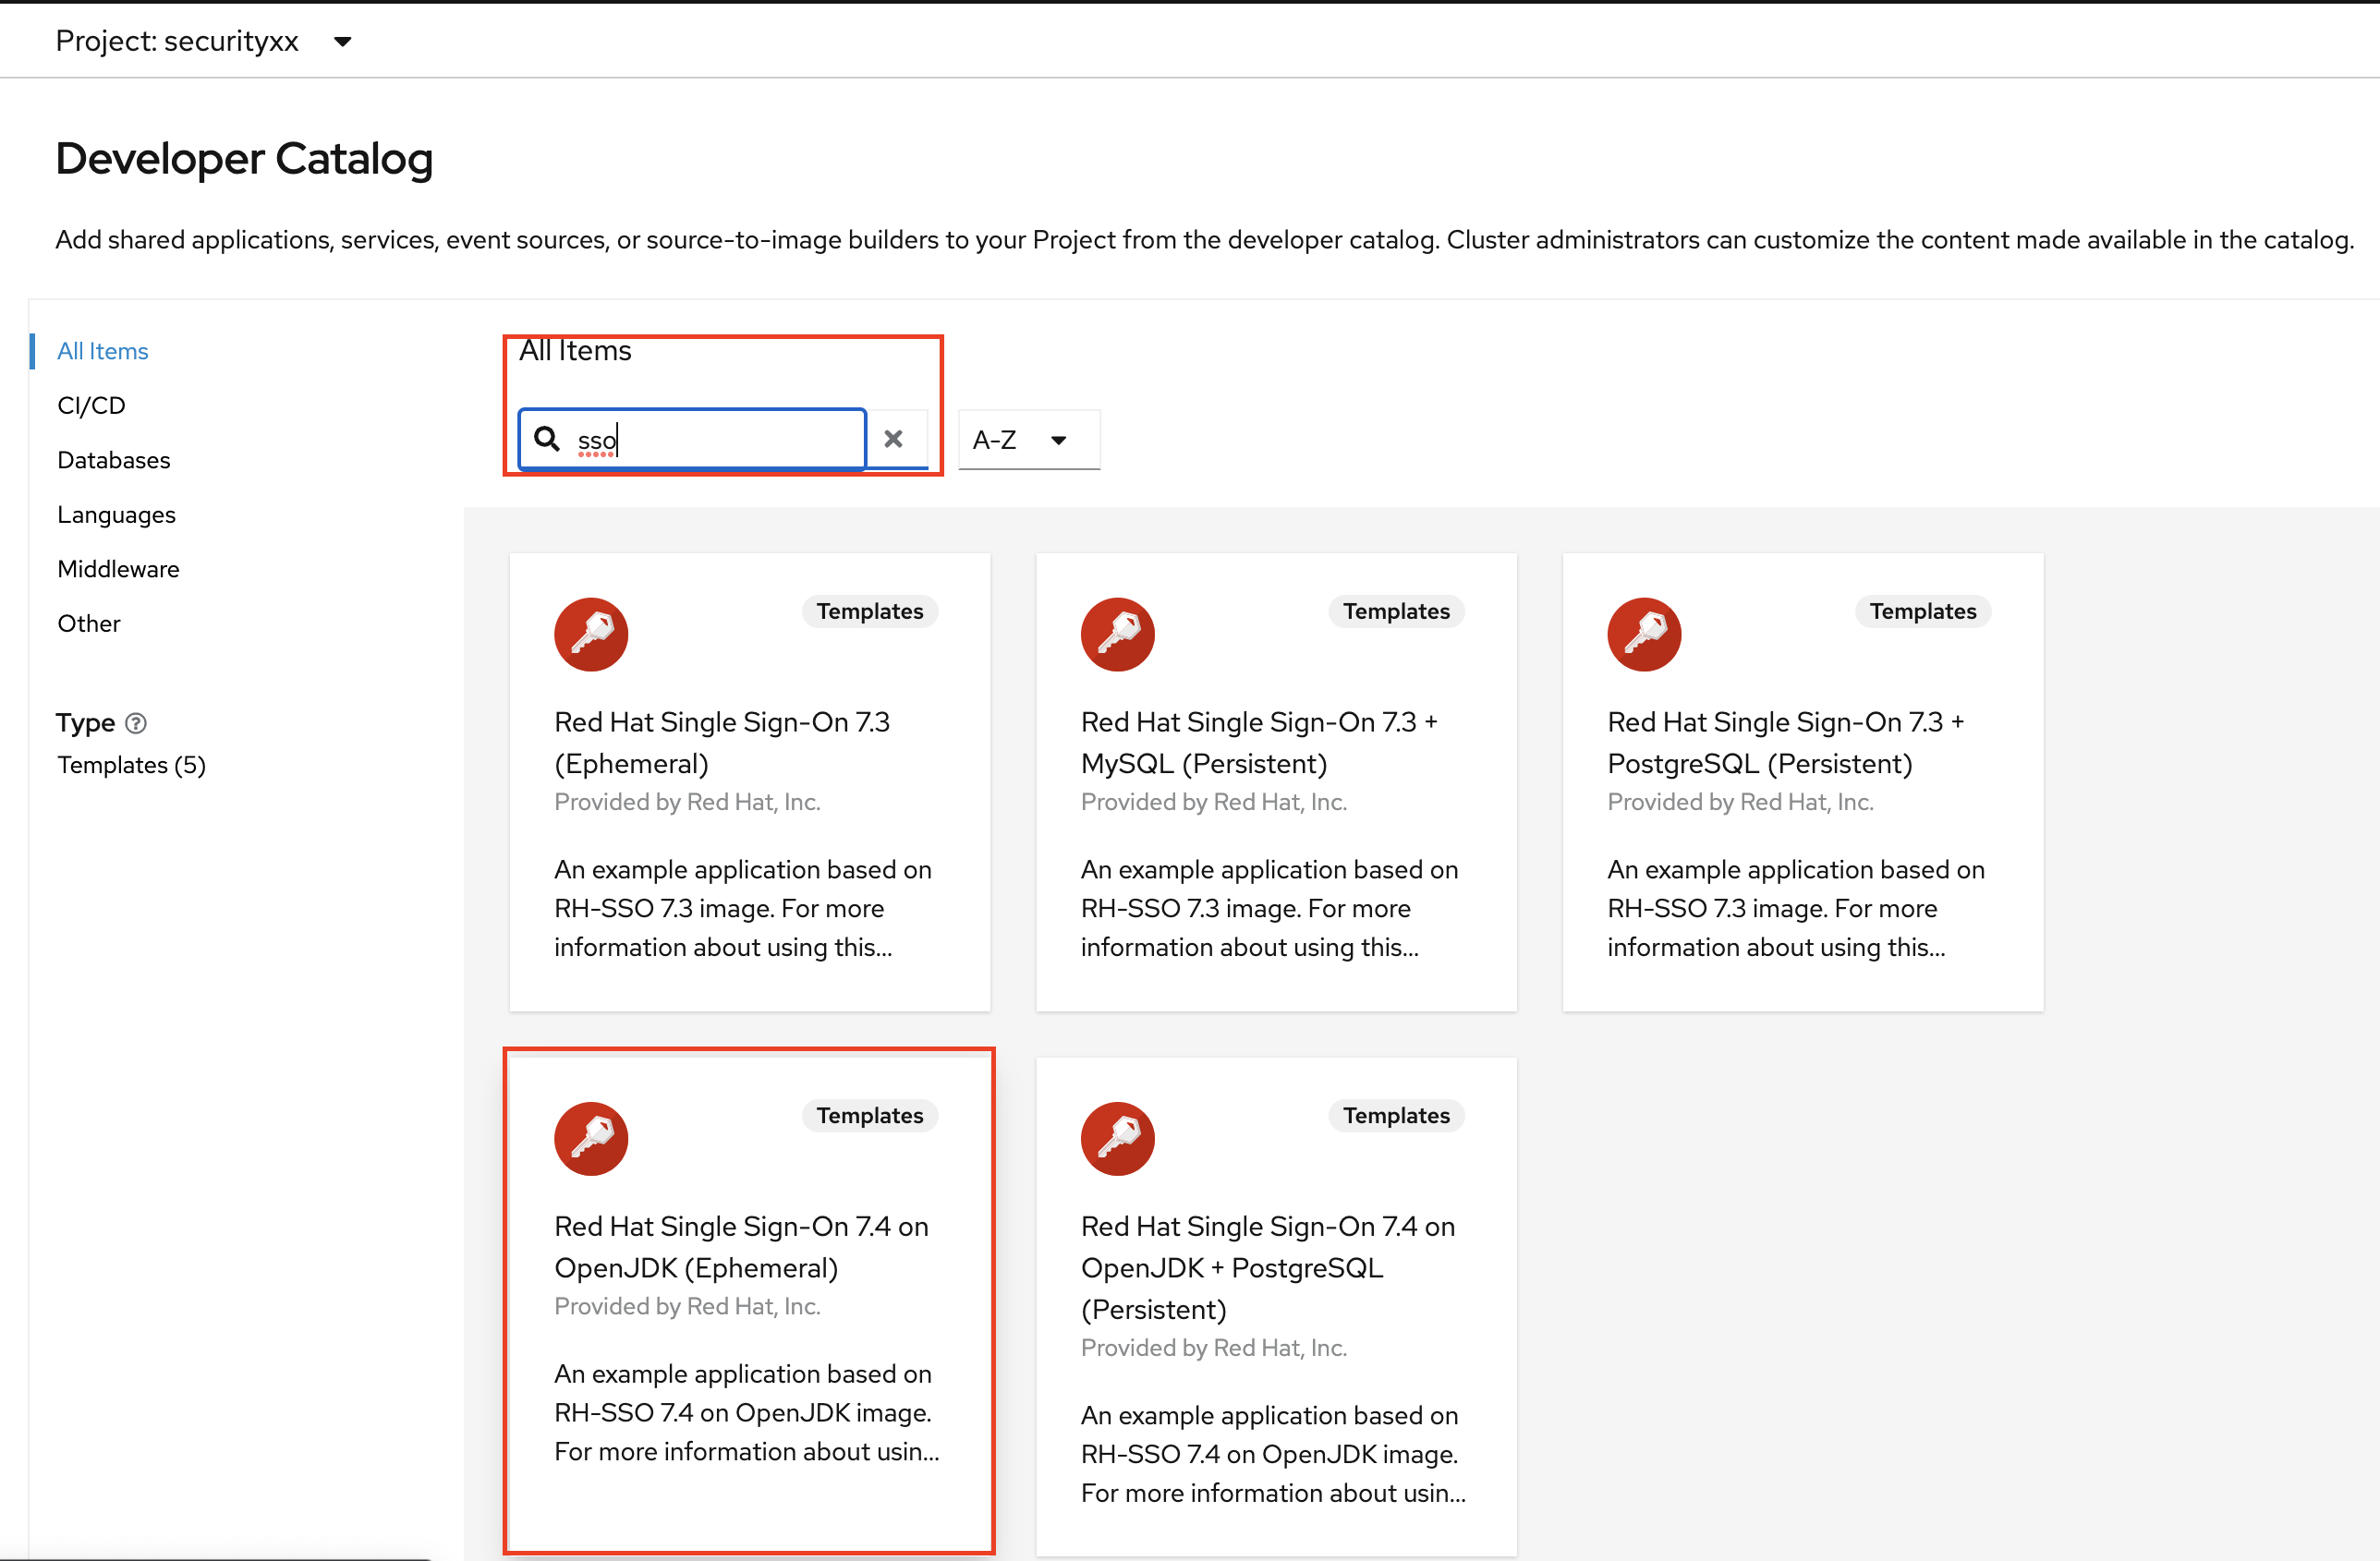 Project: securityxx
Developer Catalog
Add shared applications, services, event sources, or source-to-image builders to your Project from the developer catalog. Cluster administrators can customize the content made available in the catalog.
All Items
CI/CD
Databases
Languages
Middleware
Other
Type
Templates (5)
All Items
sso
A-Z
Templates
Red Hat Single Sign-On 7.3
(Ephemeral)
Provided by Red Hat, Inc.
An example application based on
RH-SSO 7.3 image. For more
information about using this...
Templates
Red Hat Single Sign-On 7.3 +
MySQL (Persistent)
Provided by Red Hat, Inc.
An example application based on
RH-SSO 7.3 image. For more
information about using this...
Templates
Red Hat Single Sign-On 7.3 +
PostgreSQL (Persistent)
Provided by Red Hat, Inc.
An example application based on
RH-SSO 7.3 image. For more
information about using this...
Templates
Red Hat Single Sign-On 7.4 on
OpenJDK (Ephemeral)
Provided by Red Hat, Inc.
An example application based on
RH-SSO 7.4 on OpenJDK image.
For more information about usin...
Templates
Red Hat Single Sign-On 7.4 on
OpenJDK + PostgreSQL
(Persistent)
Provided by Red Hat, Inc.
An example application based on
RH-SSO 7.4 on OpenJDK image.
For more information about usin...